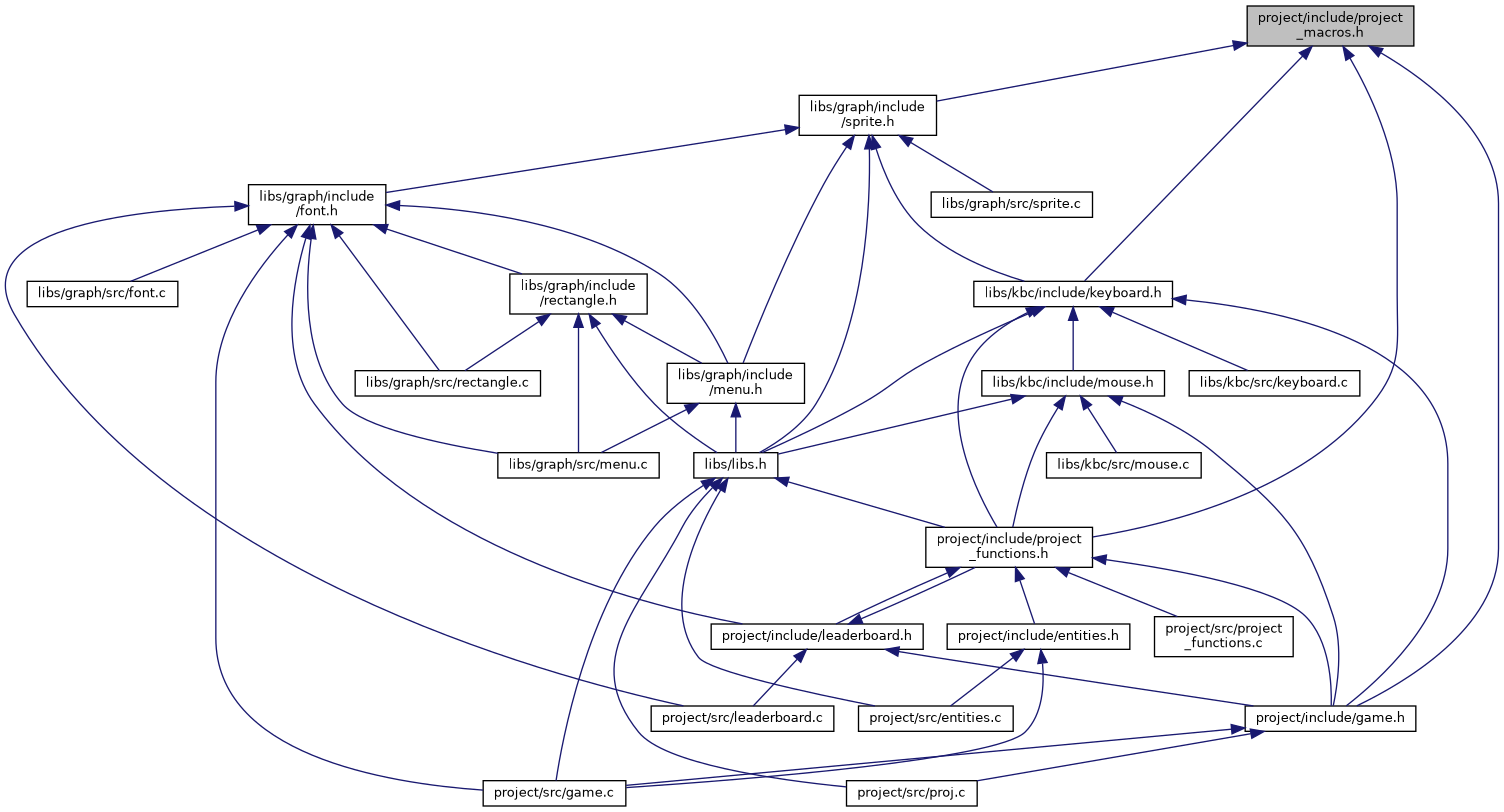 project/include/project
_macros.h
libs/graph/include
/sprite.h
libs/graph/include
/font.h
libs/graph/src/sprite.c
libs/graph/src/font.c
libs/graph/include
/rectangle.h
libs/kbc/include/keyboard.h
libs/graph/src/rectangle.c
libs/graph/include
/menu.h
libs/kbc/include/mouse.h
libs/kbc/src/keyboard.c
libs/graph/src/menu.c
libs/libs.h
libs/kbc/src/mouse.c
project/include/project
_functions.h
project/include/leaderboard.h
project/include/entities.h
project/src/project
_functions.c
project/src/leaderboard.c
project/src/entities.c
project/include/game.h
project/src/game.c
project/src/proj.c